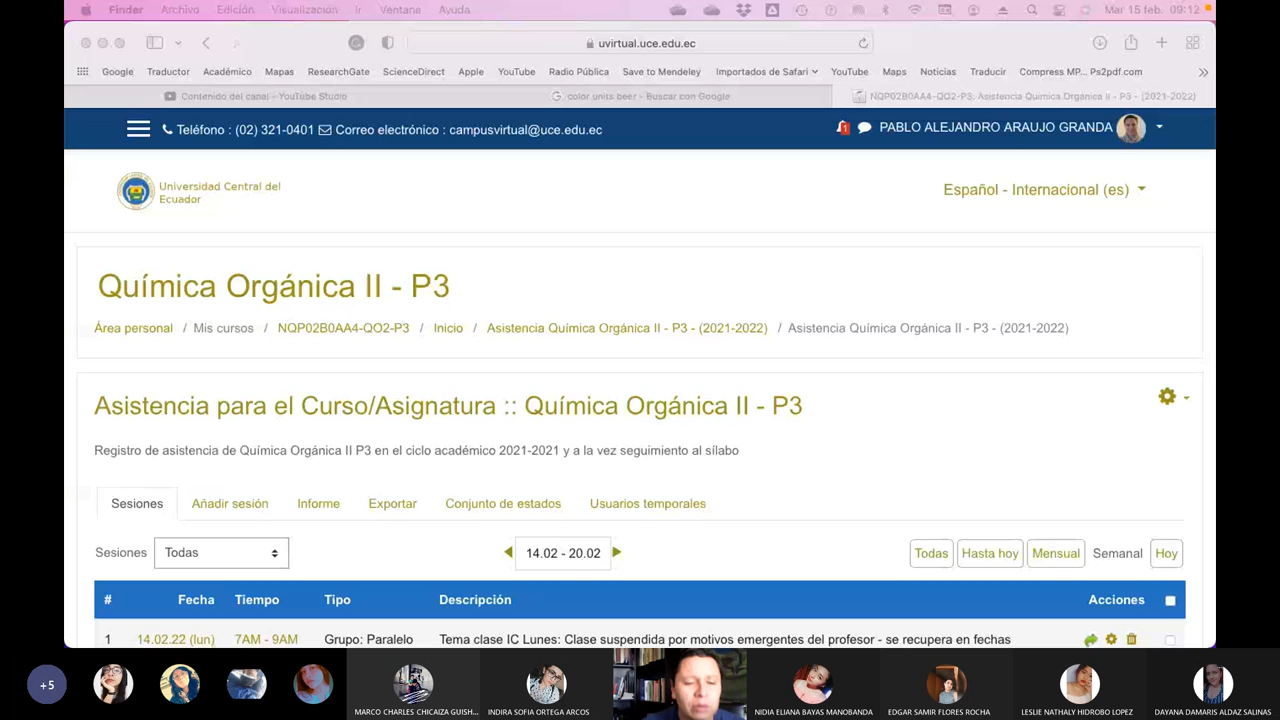 Finder Archivo Edición Visualización Ir Ventana Ayuda Mar 15 feb. 09:12
uvirtual.uce.edu.ec
Google Traductor Académico Mapas ResearchGate ScienceDirect Apple YouTube Radio Pública Save to Mendeley Importados de Safari YouTube Maps Noticias Traducir Compress MP... Ps2pdf.com
Contenido del canal - YouTube Studio color units beer - Buscar con Google NQP02B0AA4-QO2-P3: Asistencia Química Orgánica II - P3 - (2021-2022)
Teléfono : (02) 321-0401 Correo electrónico : campusvirtual@uce.edu.ec 1 PABLO ALEJANDRO ARAUJO GRANDA
Universidad Central del
Ecuador
Español - Internacional (es)
Química Orgánica II - P3
Área personal / Mis cursos / NQP02B0AA4-QO2-P3 / Inicio / Asistencia Química Orgánica II - P3 - (2021-2022) / Asistencia Química Orgánica II - P3 - (2021-2022)
Asistencia para el Curso/Asignatura :: Química Orgánica II - P3
Registro de asistencia de Química Orgánica II P3 en el ciclo académico 2021-2021 y a la vez seguimiento al sílabo
Sesiones Añadir sesión Informe Exportar Conjunto de estados Usuarios temporales
Sesiones Todas 14.02 - 20.02 Todas Hasta hoy Mensual Semanal Hoy
# Fecha Tiempo Tipo Descripción Acciones
1 14.02.22 (lun) 7AM - 9AM Grupo: Paralelo Tema clase IC Lunes: Clase suspendida por motivos emergentes del profesor - se recupera en fechas
+5
MARCO CHARLES CHICAIZA GUISH... INDIRA SOFIA ORTEGA ARCOS NIDIA ELIANA BAYAS MANOBANDA EDGAR SAMIR FLORES ROCHA LESLIE NATHALY HIDROBO LOPEZ DAYANA DAMARIS ALDAZ SALINAS